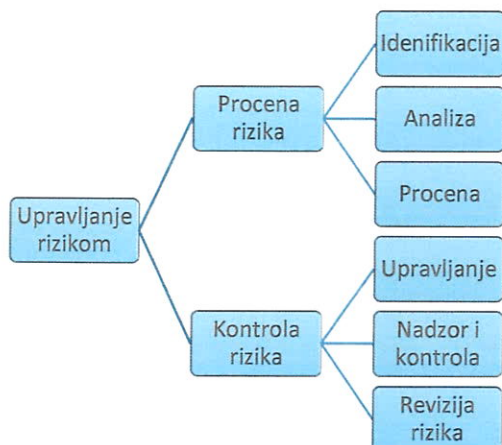 Idenifikacija
Procena
rizika
Analiza
Procena
Upravljanje
rizikom
Upravljanje
Kontrola
rizika
Nadzor i
kontrola
Revizija
rizika